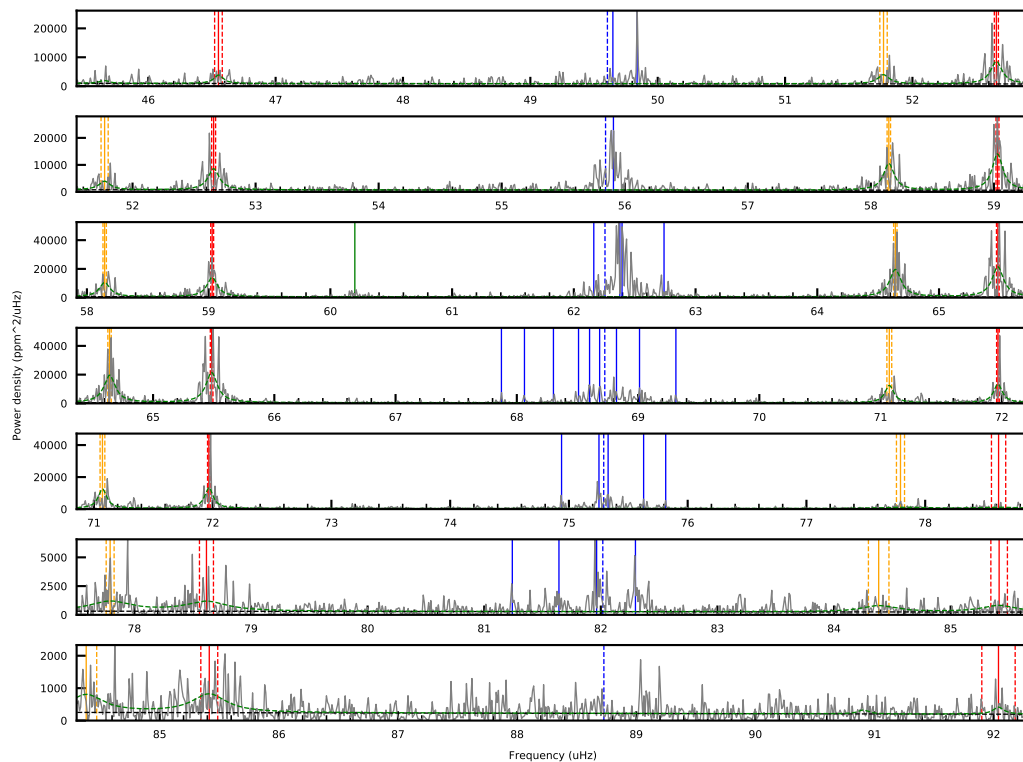 20000
10000
0
46 47 48 49 50 51 52
20000
10000
0
52 53 54 55 56 57 58 59
40000
20000
0
58 59 60 61 62 63 64 65
Power density (ppm^2/uHz)
40000
20000
0
65 66 67 68 69 70 71 72
40000
20000
0
71 72 73 74 75 76 77 78
5000
2500
0
78 79 80 81 82 83 84 85
2000
1000
0
85 86 87 88 89 90 91 92
Frequency (uHz)